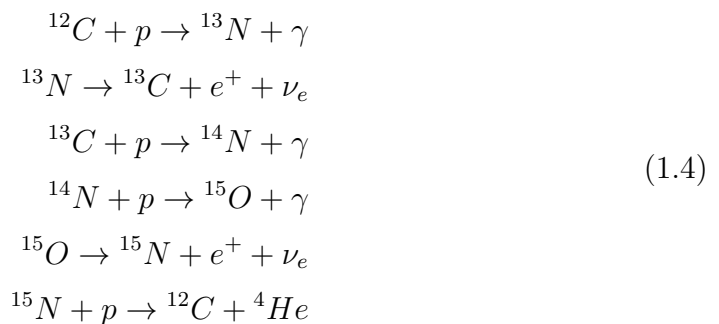 ¹²C + p → ¹³N + γ
¹³N → ¹³C + e⁺ + νₑ
¹³C + p → ¹⁴N + γ
¹⁴N + p → ¹⁵O + γ
(1.4)
¹⁵O → ¹⁵N + e⁺ + νₑ
¹⁵N + p → ¹²C + ⁴He